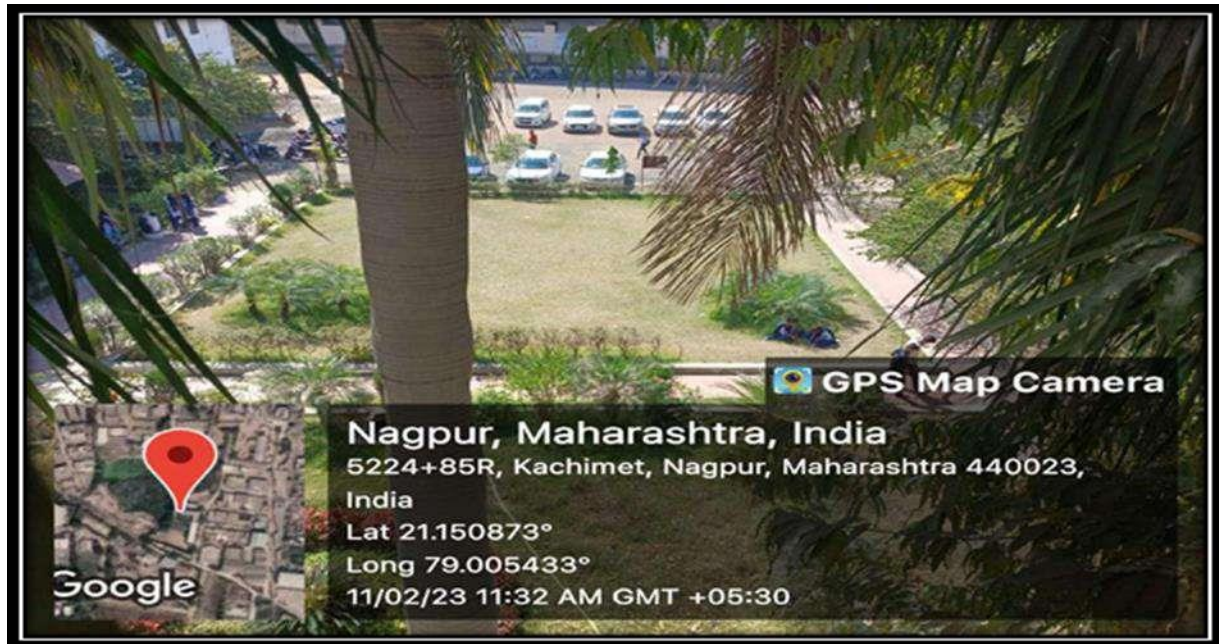 GPS Map Camera
Nagpur, Maharashtra, India
5224+85R, Kachimet, Nagpur, Maharashtra 440023,
India
Lat 21.150873°
Long 79.005433°
11/02/23 11:32 AM GMT +05:30
Google